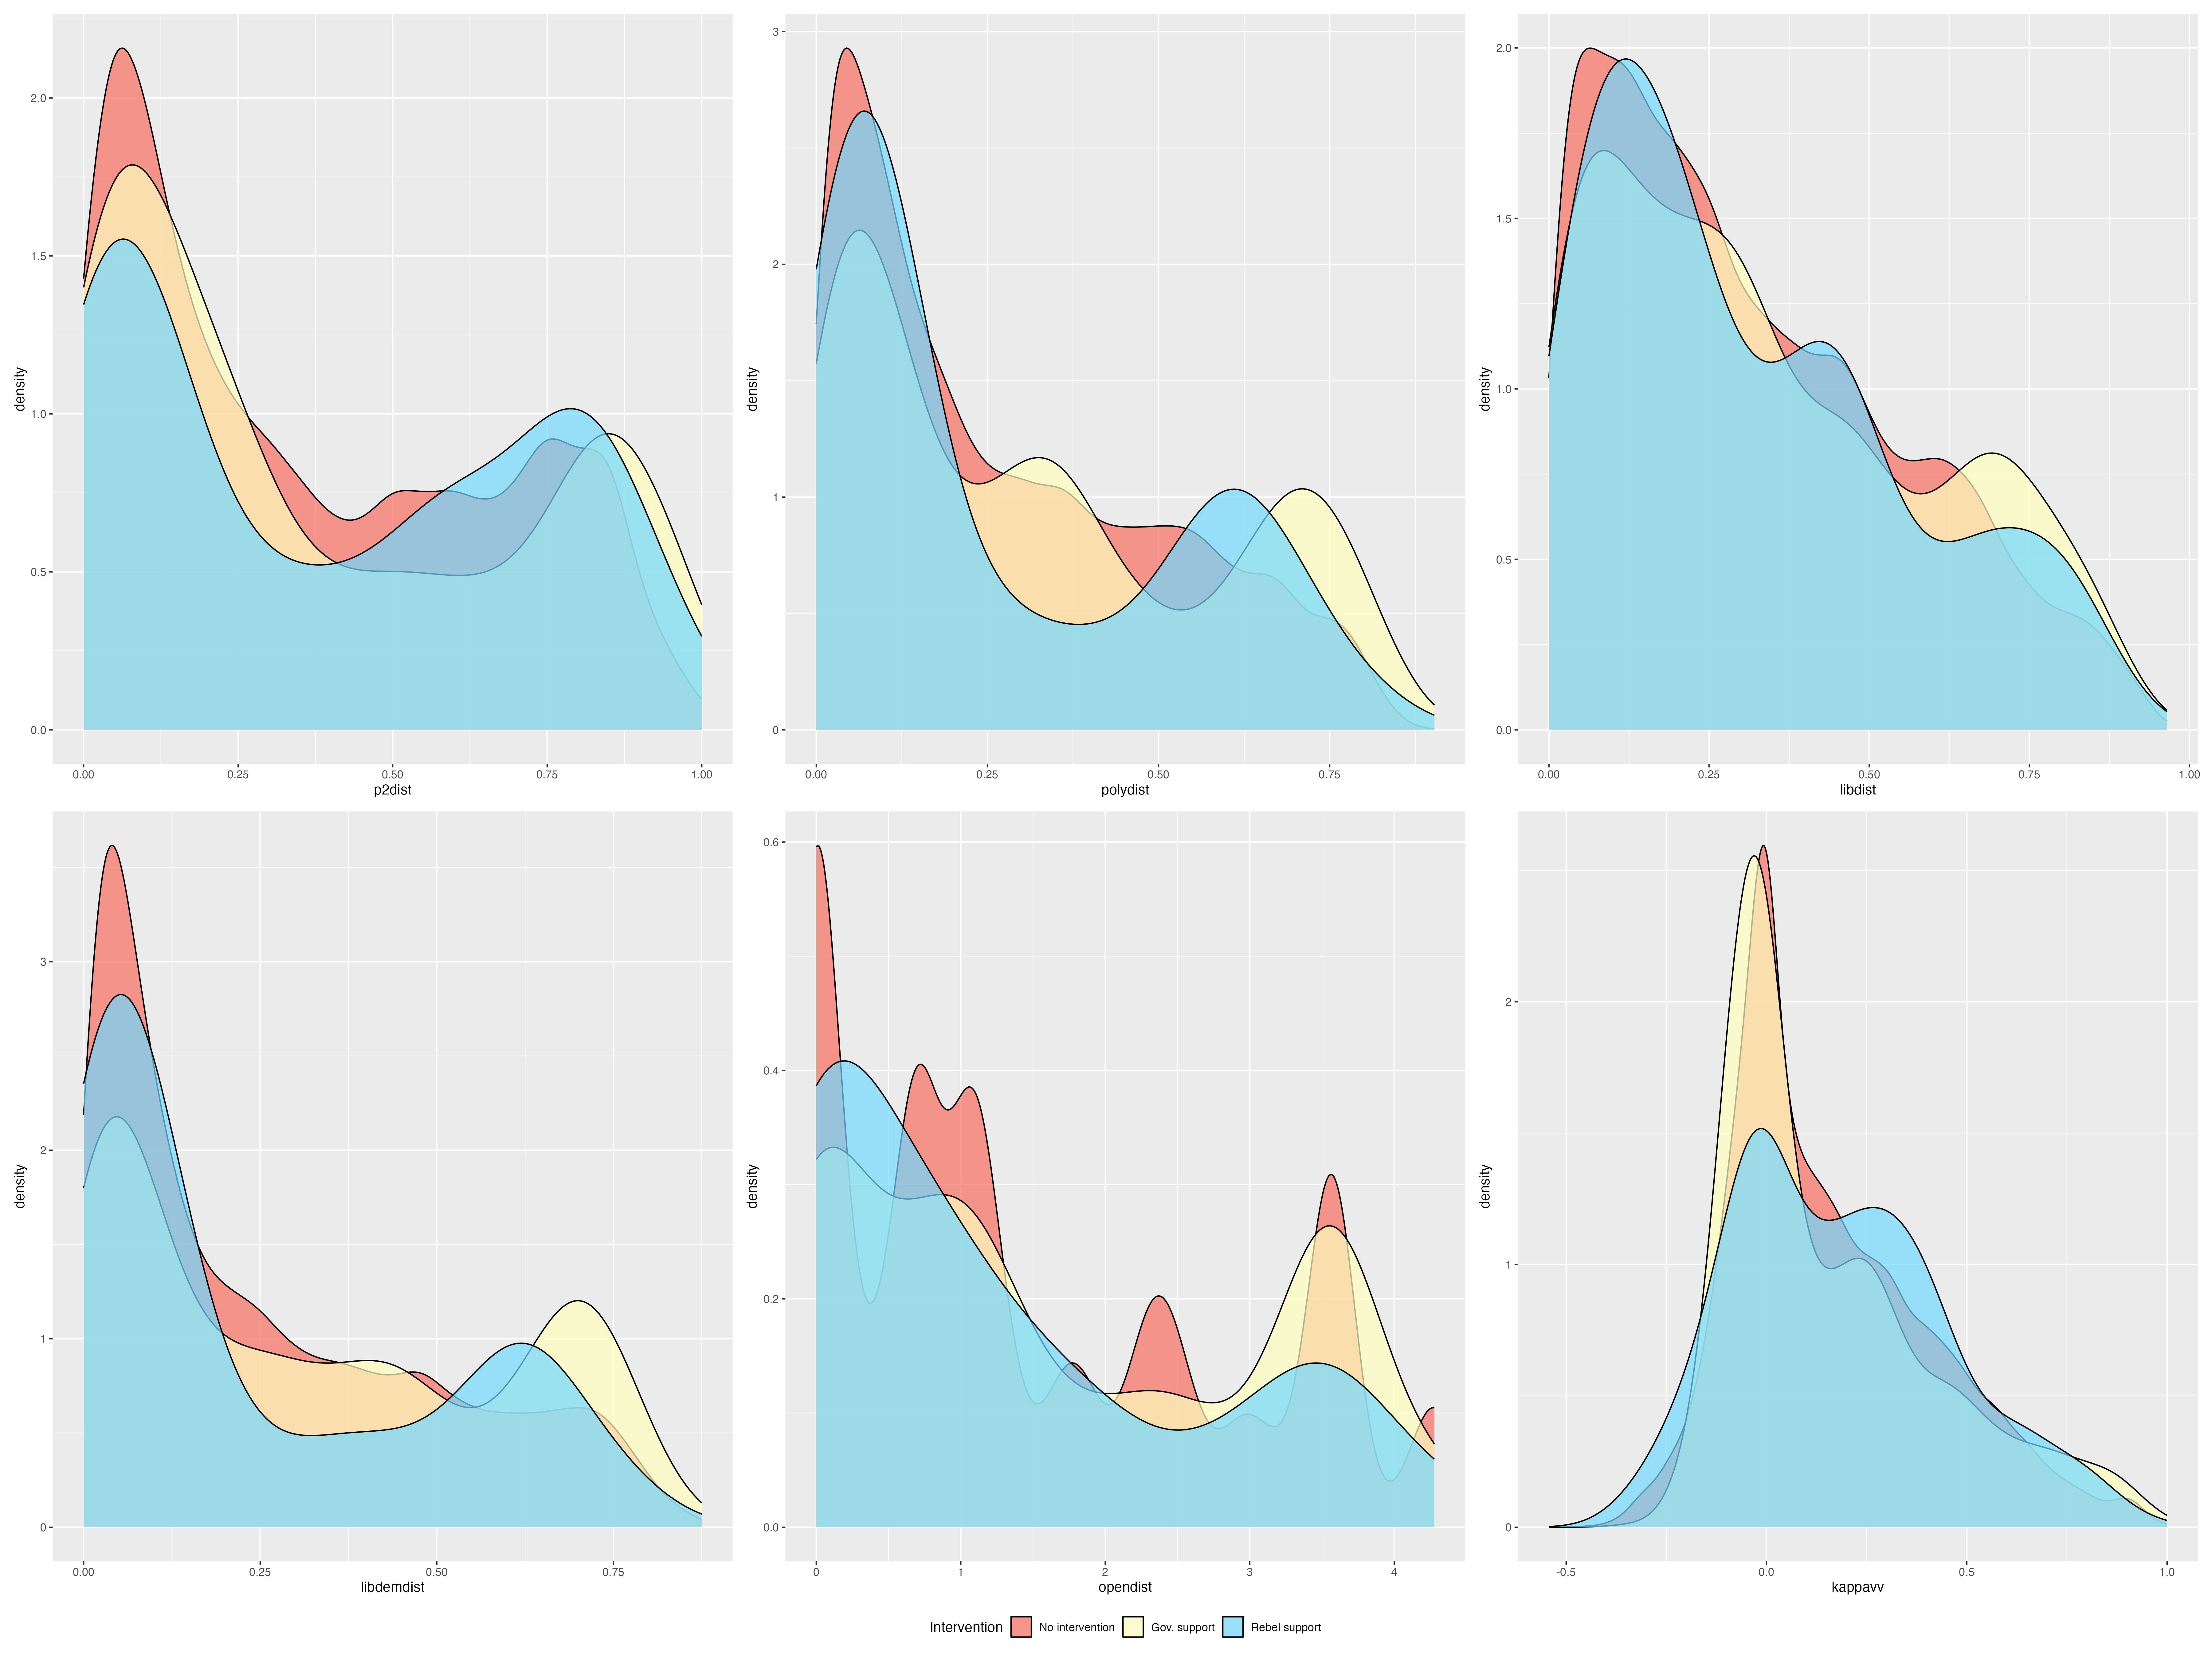 density
2.0
1.5
1.0
0.5
0.0
0.00 0.25 0.50 0.75 1.00
p2dist
density
3
2
1
0
0.00 0.25 0.50 0.75
polydist
density
2.0
1.5
1.0
0.5
0.0
0.00 0.25 0.50 0.75 1.00
libdist
density
3
2
1
0
0.00 0.25 0.50 0.75
libdemdist
density
0.6
0.4
0.2
0.0
0 1 2 3 4
opendist
density
2
1
0
-0.5 0.0 0.5 1.0
kappavv
Intervention No intervention Gov. support Rebel support